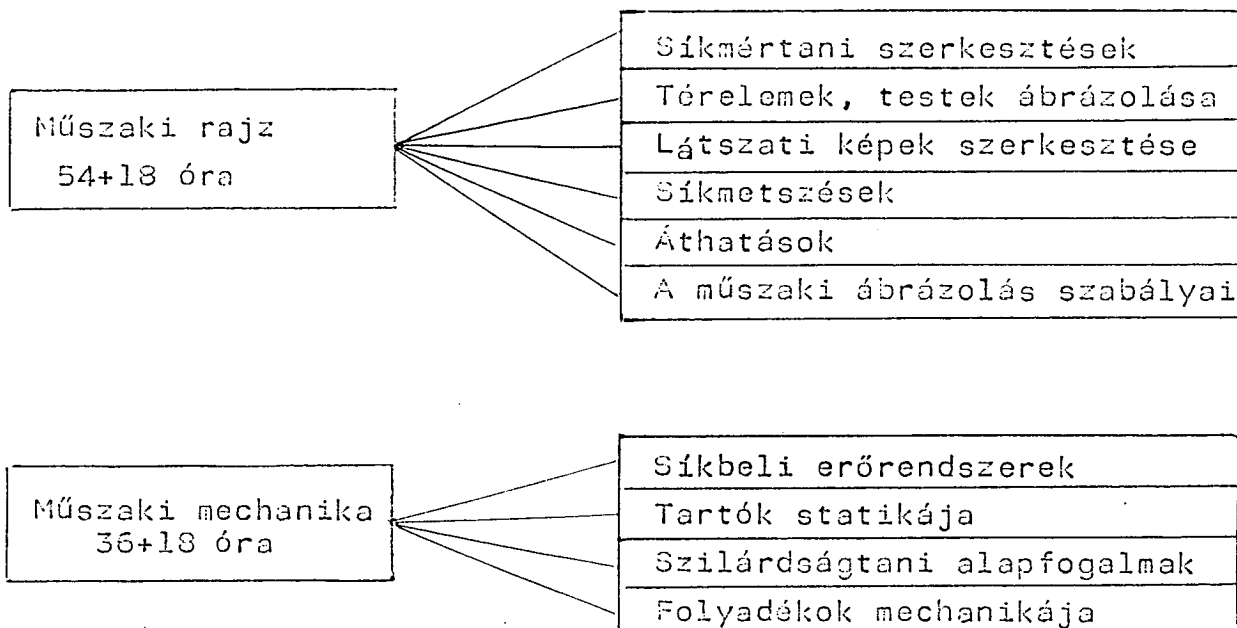 Műszaki rajz
54+18 óra
Síkmértani szerkesztések
Térelemek, testek ábrázolása
Látszati képek szerkesztése
Síkmetszések
Áthatások
A műszaki ábrázolás szabályai
Műszaki mechanika
36+18 óra
Síkbeli erőrendszerek
Tartók statikája
Szilárdságtani alapfogalmak
Folyadékok mechanikája